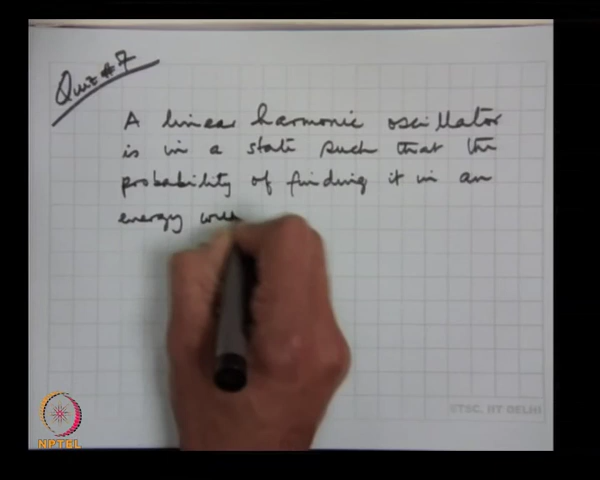 Quiz #7
A linear harmonic oscillator
is in a state such that the
probability of finding it in an
energy
ETSC, IIT DELHI
NPTEL